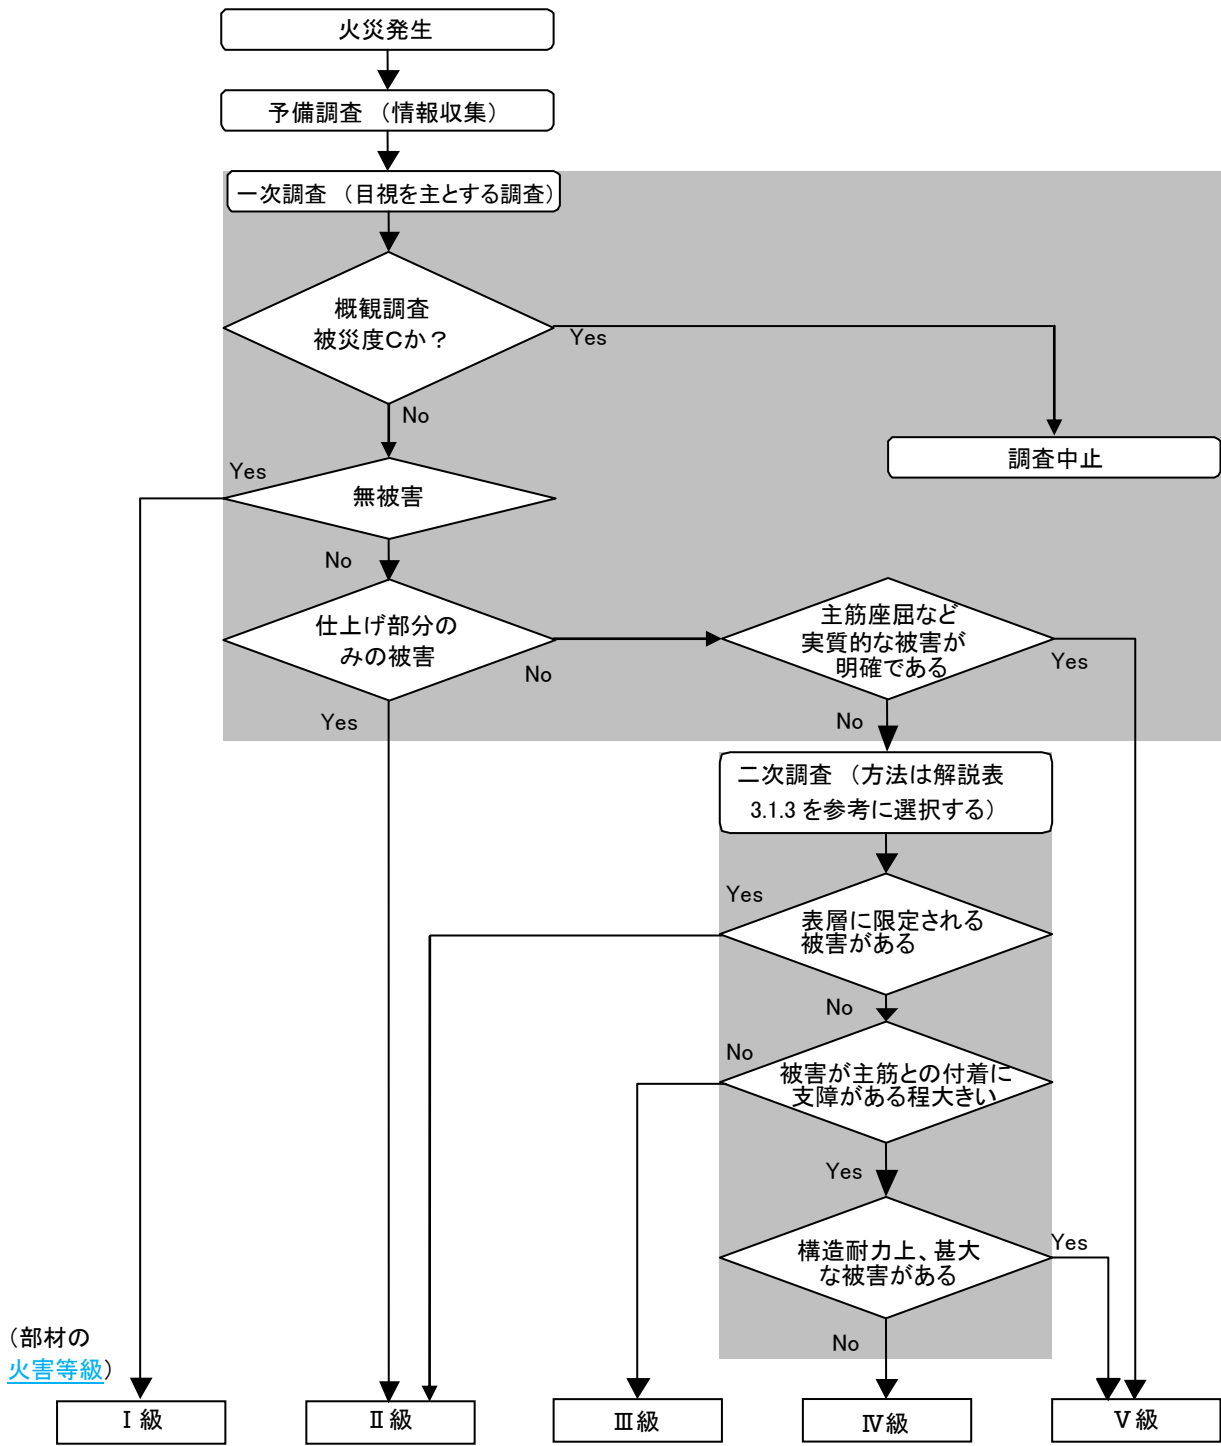 火災発生
予備調査 （情報収集）
一次調査 （目視を主とする調査）
概観調査
被災度Cか？
Yes
No
調査中止
Yes
無被害
No
仕上げ部分の
みの被害
No
Yes
主筋座屈など
実質的な被害が
明確である
Yes
No
二次調査 （方法は解説表
3.1.3 を参考に選択する）
Yes
表層に限定される
被害がある
No
No
被害が主筋との付着に
支障がある程大きい
Yes
構造耐力上、甚大
な被害がある
Yes
No
（部材の
火害等級）
Ⅰ級
Ⅱ級
Ⅲ級
Ⅳ級
Ⅴ級